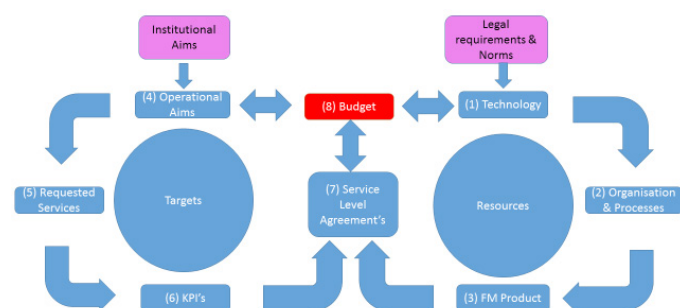 Institutional
Aims
Legal
requirements &
Norms
(4) Operational
Aims
(8) Budget
(1) Technology
(5) Requested
Services
Targets
(7) Service
Level
Agreement's
Resources
(2) Organisation
& Processes
(6) KPI's
(3) FM Product